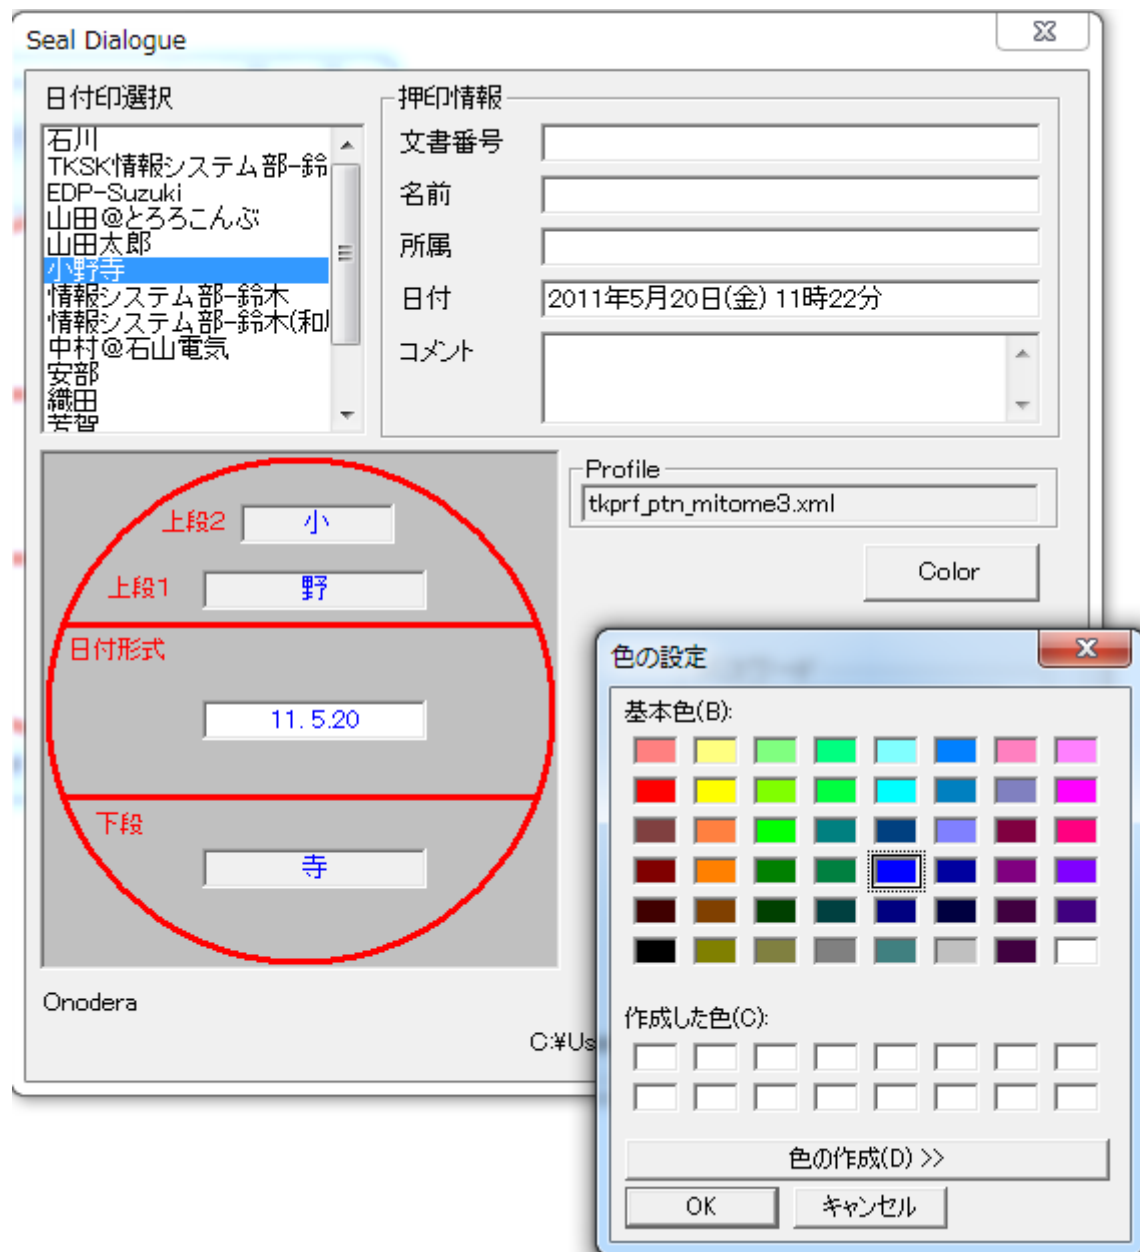 Seal Dialogue
日付印選択
石川
TKSK情報システム部-鈴
EDP-Suzuki
山田@とろろこんぶ
山田太郎
小野寺
情報システム部-鈴木
情報システム部-鈴木(和
中村@石山電気
安部
織田
芳賀
押印情報
文書番号
名前
所属
日付 2011年5月20日(金) 11時22分
コメント
上段2 小
上段1 野
日付形式
11. 5.20
下段
寺
Profile
tkprf_ptn_mitome3.xml
Color
Onodera
C:¥Us
色の設定
基本色(B):
作成した色(C):
色の作成(D) >>
OK キャンセル